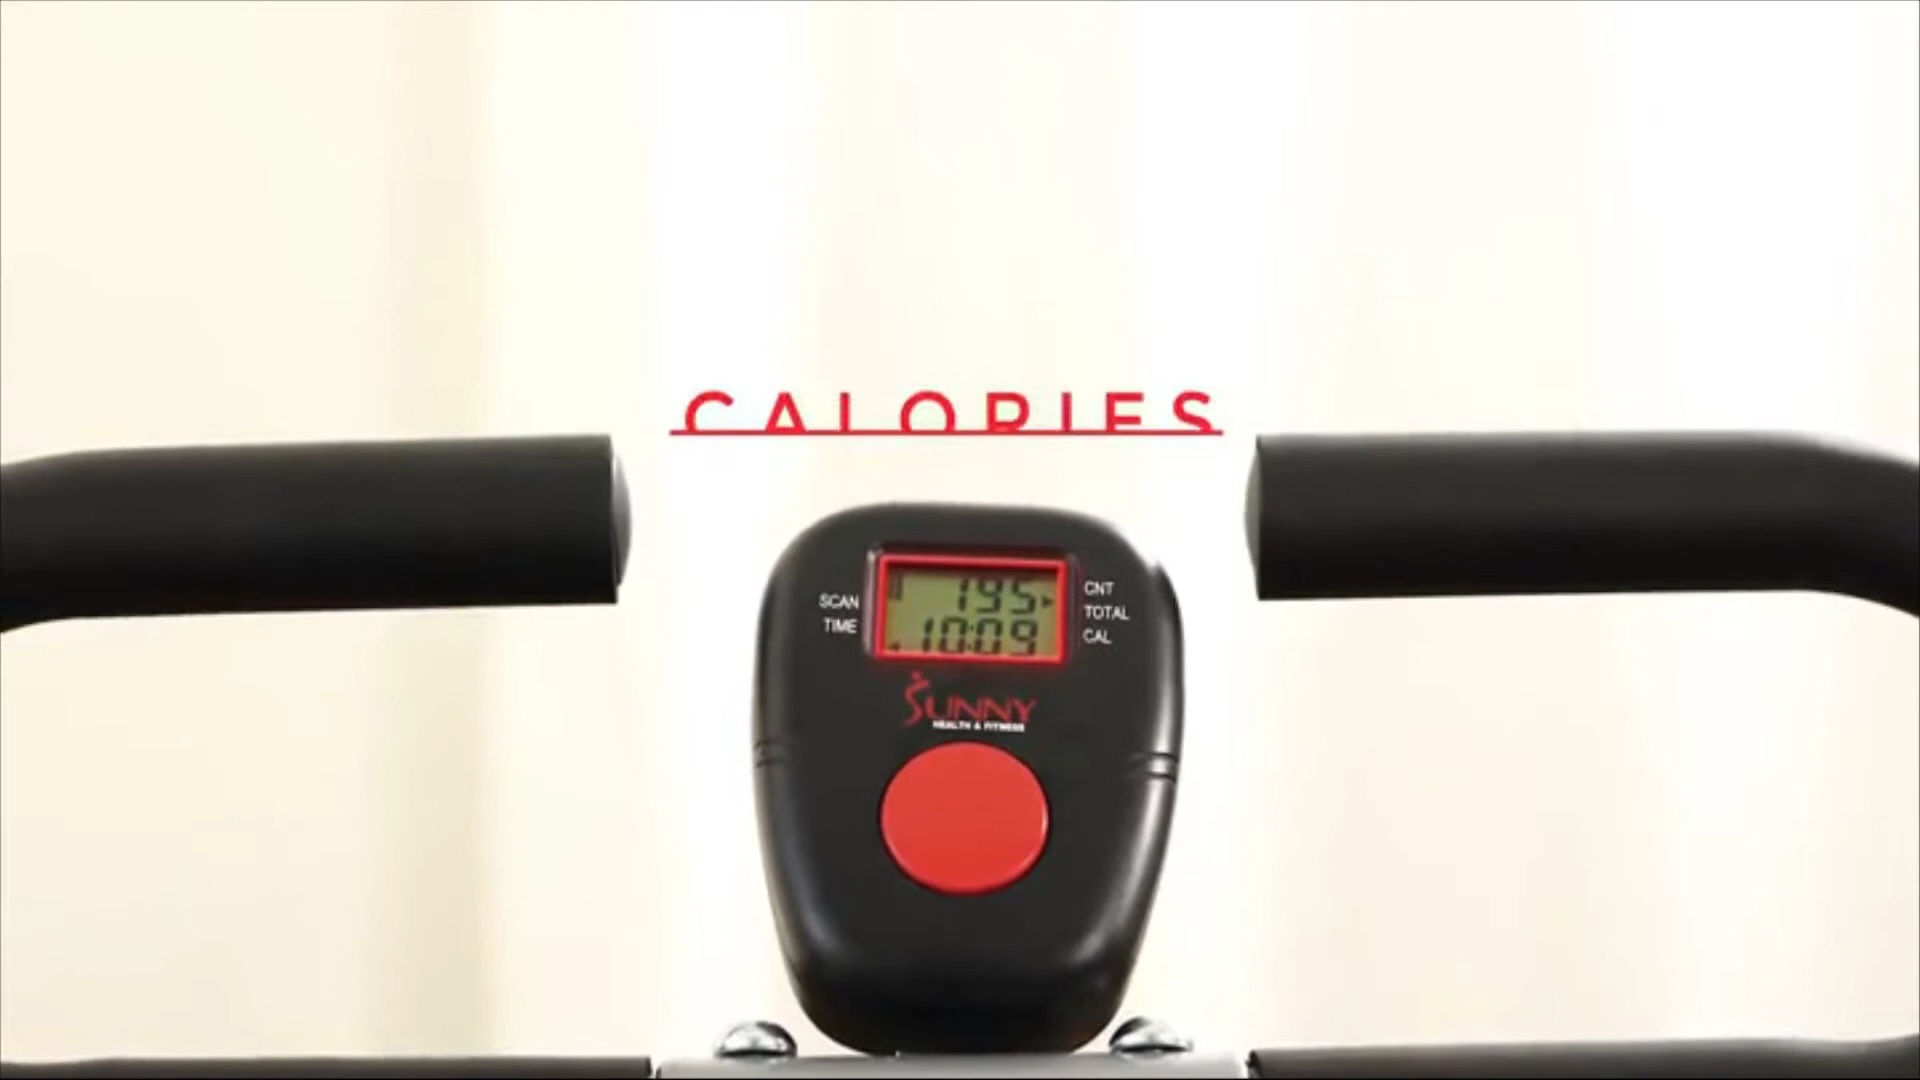 CALORIES
195
SCAN
TIME
10:09
CNT
TOTAL
CAL
SUNNY
HEALTH & FITNESS